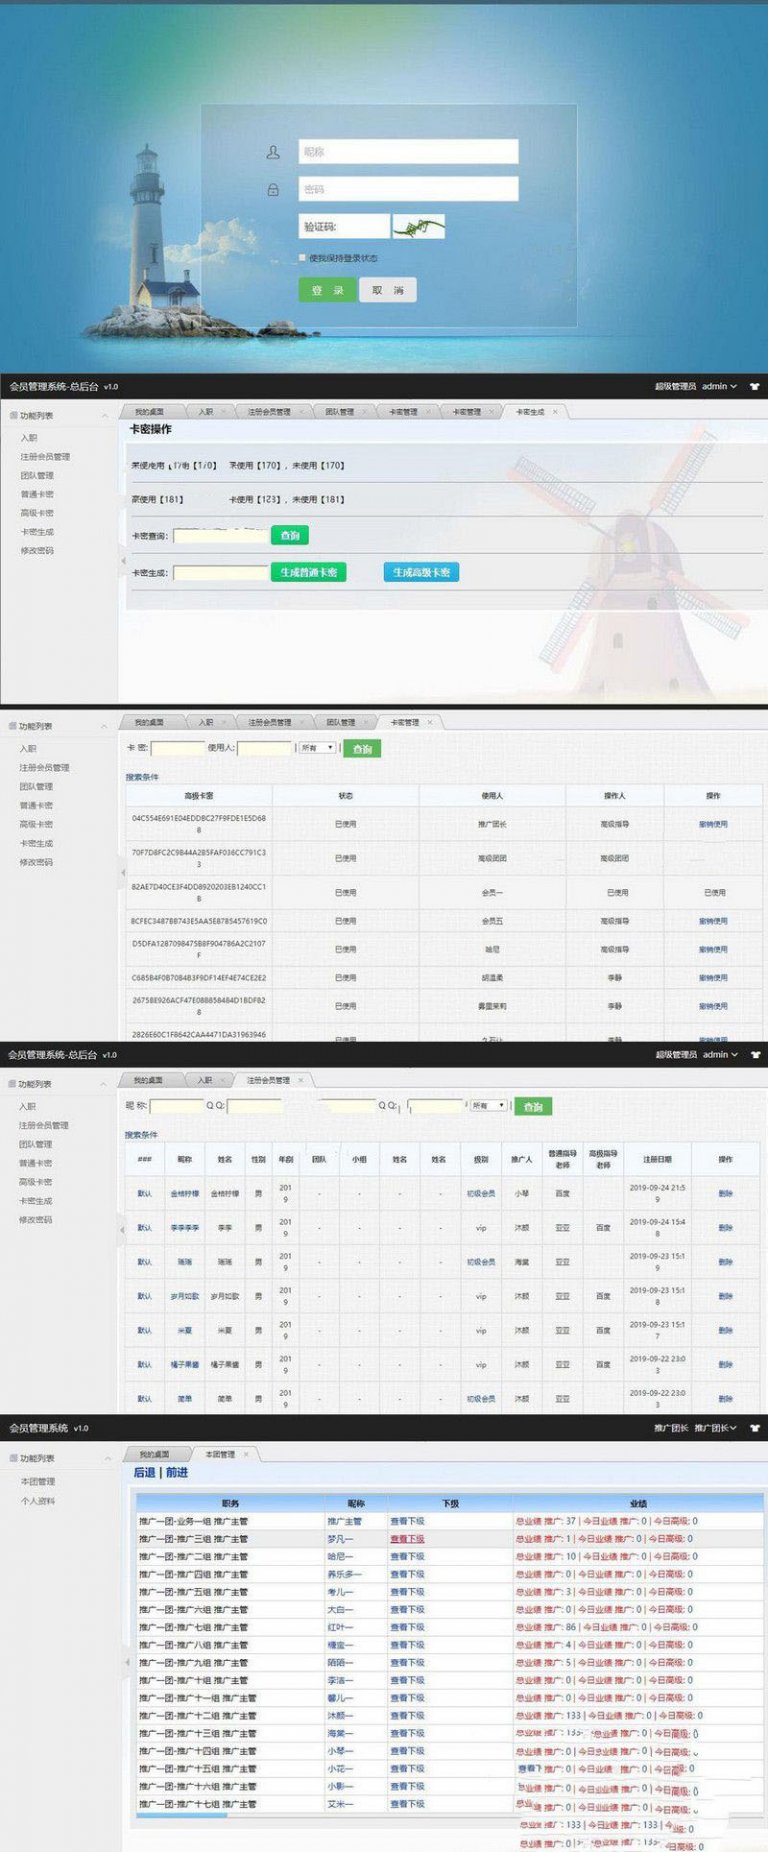 昵称
密码
验证码:
使我保持登录状态
登 录 取 消
会员管理系统-总后台 v1.0 超级管理员 admin
功能列表 我的桌面 入职 注册会员管理 团队管理 卡密管理 卡密管理 卡密生成
入职
注册会员管理
团队管理
普通卡密
高级卡密
卡密生成
修改密码
卡密操作
使用【170】，未使用【170】
使用【181】 卡使用【123】，未使用【181】
卡密查询: 查询
卡密生成: 生成普通卡密 生成高级卡密
功能列表 我的桌面 入职 注册会员管理 团队管理 卡密管理
入职
注册会员管理
团队管理
普通卡密
高级卡密
卡密生成
修改密码
卡 密: 使用人: | 所有 | 查询
搜索条件
高级卡密 状态 使用人 操作人 操作
04C554E691E04EDDBC27F9FDE1E5D68B 已使用 推广团长 高级指导 撤销使用
70F7D8FC2C9B44A2B5FAF036CC791C33 已使用 高级团团 高级团团
82AE7D40CE3F4DD8920203EB1240CC1B 已使用 会员一 已使用 已使用
BCFEC3487BB743E5AA5EB785457619C0 已使用 会员五 高级指导 撤销使用
D5DFA1287098475B8F904786A2C2107F 已使用 哈尼 高级指导 撤销使用
C685B4F0B70B4B3F9DF14EF4E74CE2E2 已使用 胡温柔 李静 撤销使用
26758E926ACF47E088858484D1BDFB28 已使用 雾里茉莉 李静 撤销使用
2826E60C1F8642CAA4471DA31963946 已使用 李静 撤销使用
会员管理系统-总后台 v1.0 超级管理员 admin
功能列表 我的桌面 入职 注册会员管理
入职
注册会员管理
团队管理
普通卡密
高级卡密
卡密生成
修改密码
昵 称: Q Q: Q Q: | 所有 | 查询
搜索条件
### 昵称 姓名 性别 年别 团队 小组 姓名 姓名 级别 推广人 普通指导老师 高级指导老师 注册日期 操作
默认 金桔柠檬 金桔柠檬 男 2019 - - - - 初级会员 小琴 百度 2019-09-24 21:59 删除
默认 李李李李 李李 男 2019 - - - - vip 沐颜 豆豆 百度 2019-09-24 15:48 删除
默认 瑶瑶 瑶瑶 男 2019 - - - - 初级会员 海棠 豆豆 2019-09-23 15:19 删除
默认 岁月如歌 岁月如歌 男 2019 - - - - vip 沐颜 豆豆 百度 2019-09-23 15:18 删除
默认 米夏 米夏 男 2019 - - - - vip 沐颜 豆豆 百度 2019-09-23 15:17 删除
默认 橘子果酱 橘子果酱 男 2019 - - - - vip 沐颜 豆豆 百度 2019-09-22 23:03 删除
默认 简单 简单 男 2019 - - - - 初级会员 沐颜 豆豆 2019-09-22 23:03 删除
会员管理系统 v1.0 推广团长 推广团长
功能列表 我的桌面 本团管理
本团管理
个人资料
后退 | 前进
职务 昵称 下级 业绩
推广一团-业务一组 推广主管 推广主管 查看下级 总业绩 推广: 37 | 今日业绩 推广: 0 | 今日高级: 0
推广一团-推广三组 推广主管 梦凡一 查看下级 总业绩 推广: 1 | 今日业绩 推广: 0 | 今日高级: 0
推广一团-推广二组 推广主管 哈尼一 查看下级 总业绩 推广: 10 | 今日业绩 推广: 0 | 今日高级: 0
推广一团-推广四组 推广主管 养乐多一 查看下级 总业绩 推广: 0 | 今日业绩 推广: 0 | 今日高级: 0
推广一团-推广五组 推广主管 考儿一 查看下级 总业绩 推广: 3 | 今日业绩 推广: 0 | 今日高级: 0
推广一团-推广六组 推广主管 大白一 查看下级 总业绩 推广: 0 | 今日业绩 推广: 0 | 今日高级: 0
推广一团-推广七组 推广主管 红叶一 查看下级 总业绩 推广: 86 | 今日业绩 推广: 0 | 今日高级: 0
推广一团-推广八组 推广主管 糖宝一 查看下级 总业绩 推广: 4 | 今日业绩 推广: 0 | 今日高级: 0
推广一团-推广九组 推广主管 陌陌一 查看下级 总业绩 推广: 5 | 今日业绩 推广: 0 | 今日高级: 0
推广一团-推广十组 推广主管 李洁一 查看下级 总业绩 推广: 0 | 今日业绩 推广: 0 | 今日高级: 0
推广一团-推广十一组 推广主管 馨儿一 查看下级 总业绩 推广: 0 | 今日业绩 推广: 0 | 今日高级: 0
推广一团-推广十二组 推广主管 沐颜一 查看下级 总业绩 推广: 133 | 今日业绩 推广: 0 | 今日高级: 0
推广一团-推广十三组 推广主管 海棠一 查看下级 总业绩 推广: 总业绩 推广: 0 | 今日高级: 0
推广一团-推广十四组 推广主管 小琴一 查看下级 总业绩 推广: 0 | 今日总业绩 推广: 0 | 今日高级:
推广一团-推广十五组 推广主管 小花一 查看下级 查看下 推广: 0 | 今日业绩 推广: 0 | 今日高级: 0
推广一团-推广十六组 推广主管 小影一 查看下级 总业绩 推广: 0 | 今日业绩 推广: 0 | 今日高级: 0
推广一团-推广十七组 推广主管 艾米一 查看下级 总业绩 推广: 0 | 今日业绩 推广: 0 | 今日高级: 0
总业绩 推广: 133 | 今日业绩 推广: 133 | 今 级: 0
总业绩 推广: 0 | 总业绩 推广: 今日高级: 0